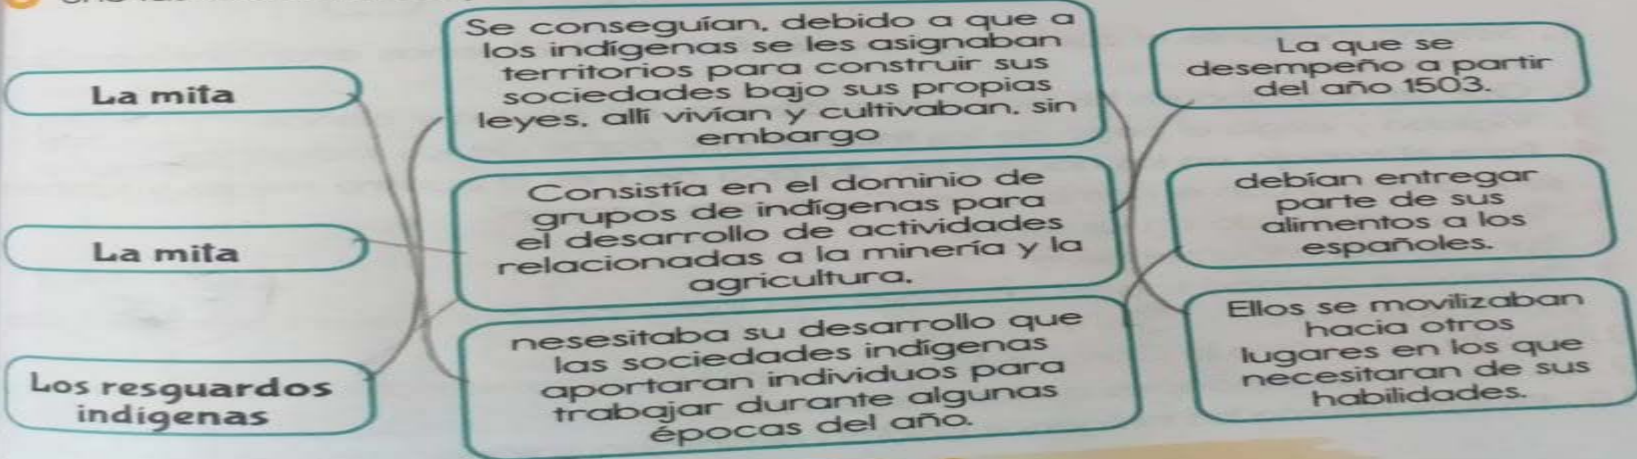 La mita
La mita
Los resguardos
indígenas
Se conseguían, debido a que a
los indígenas se les asignaban
territorios para construir sus
sociedades bajo sus propias
leyes, allí vivían y cultivaban, sin
embargo
Consistía en el dominio de
grupos de indígenas para
el desarrollo de actividades
relacionadas a la minería y la
agricultura.
nesesitaba su desarrollo que
las sociedades indígenas
aportaran individuos para
trabajar durante algunas
épocas del año.
La que se
desempeño a partir
del año 1503.
debían entregar
parte de sus
alimentos a los
españoles.
Ellos se movilizaban
hacia otros
lugares en los que
necesitaran de sus
habilidades.